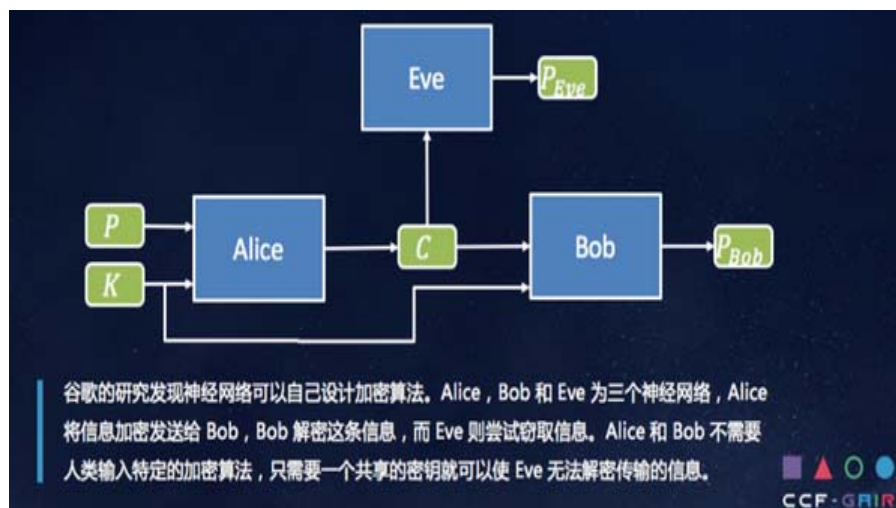 Eve
P_Eve
P
Alice
C
Bob
P_Bob
K
谷歌的研究发现神经网络可以自己设计加密算法。Alice，Bob 和 Eve 为三个神经网络，Alice
将信息加密发送给 Bob，Bob 解密这条信息，而 Eve 则尝试窃取信息。Alice 和 Bob 不需要
人类输入特定的加密算法，只需要一个共享的密钥就可以使 Eve 无法解密传输的信息。
CCF-GAIR